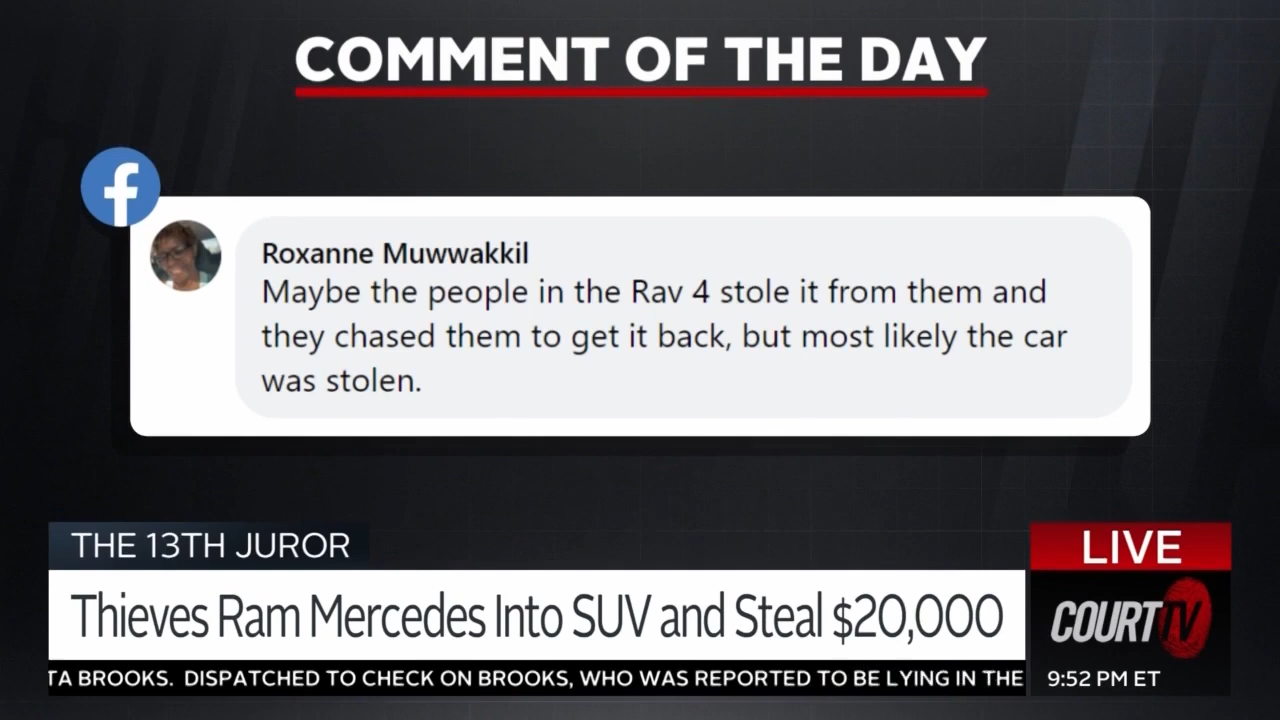 COMMENT OF THE DAY
f
Roxanne Muwwakkil
Maybe the people in the Rav 4 stole it from them and
they chased them to get it back, but most likely the car
was stolen.
THE 13TH JUROR
LIVE
Thieves Ram Mercedes Into SUV and Steal $20,000
COURT TV
TA BROOKS. DISPATCHED TO CHECK ON BROOKS, WHO WAS REPORTED TO BE LYING IN THE
9:52 PM ET